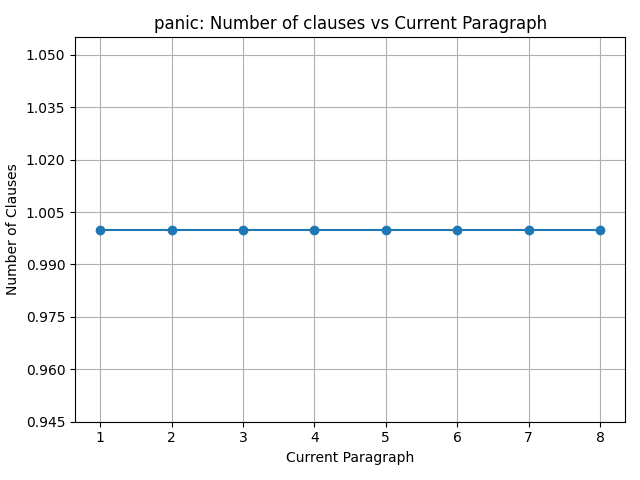 panic: Number of clauses vs Current Paragraph
Number of Clauses
1.050
1.035
1.020
1.005
0.990
0.975
0.960
0.945
1 2 3 4 5 6 7 8
Current Paragraph